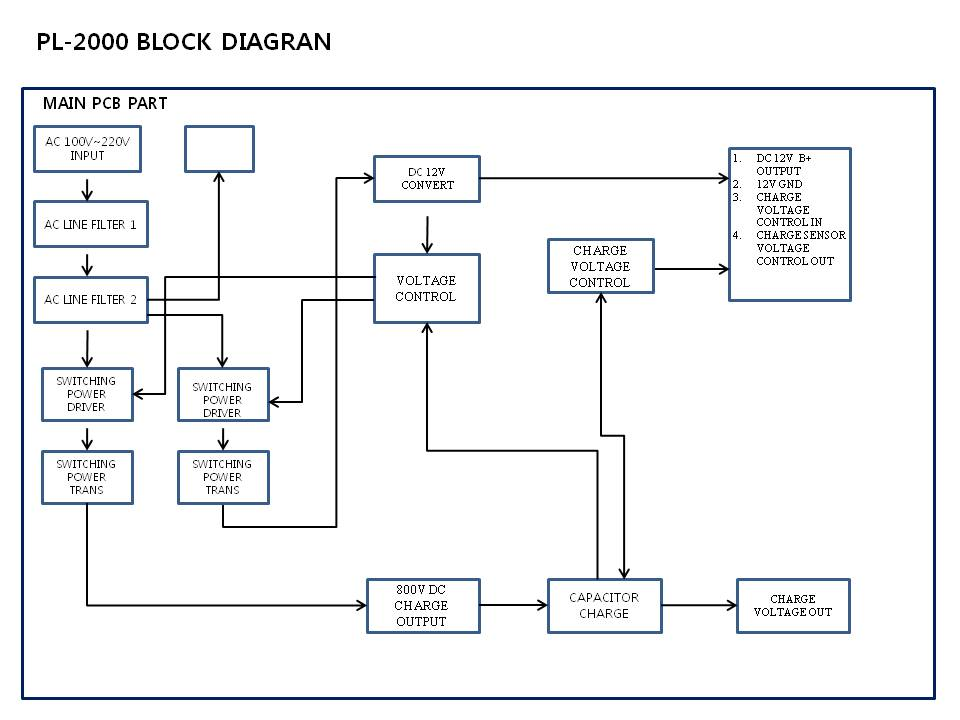 PL-2000 BLOCK DIAGRAN
MAIN PCB PART
AC 100V~220V
INPUT
AC LINE FILTER 1
AC LINE FILTER 2
SWITCHING
POWER
DRIVER
SWITCHING
POWER
DRIVER
SWITCHING
POWER
TRANS
SWITCHING
POWER
TRANS
DC 12V
CONVERT
VOLTAGE
CONTROL
CHARGE
VOLTAGE
CONTROL
1. DC 12V B+
OUTPUT
2. 12V GND
3. CHARGE
VOLTAGE
CONTROL IN
4. CHARGE SENSOR
VOLTAGE
CONTROL OUT
800V DC
CHARGE
OUTPUT
CAPACITOR
CHARGE
CHARGE
VOLTAGE OUT